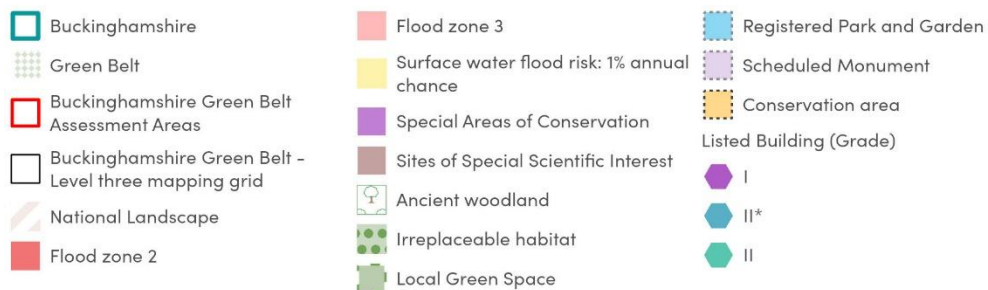 Buckinghamshire
Green Belt
Buckinghamshire Green Belt
Assessment Areas
Buckinghamshire Green Belt -
Level three mapping grid
National Landscape
Flood zone 2
Flood zone 3
Surface water flood risk: 1% annual
chance
Special Areas of Conservation
Sites of Special Scientific Interest
Ancient woodland
Irreplaceable habitat
Local Green Space
Registered Park and Garden
Scheduled Monument
Conservation area
Listed Building (Grade)
I
II*
II